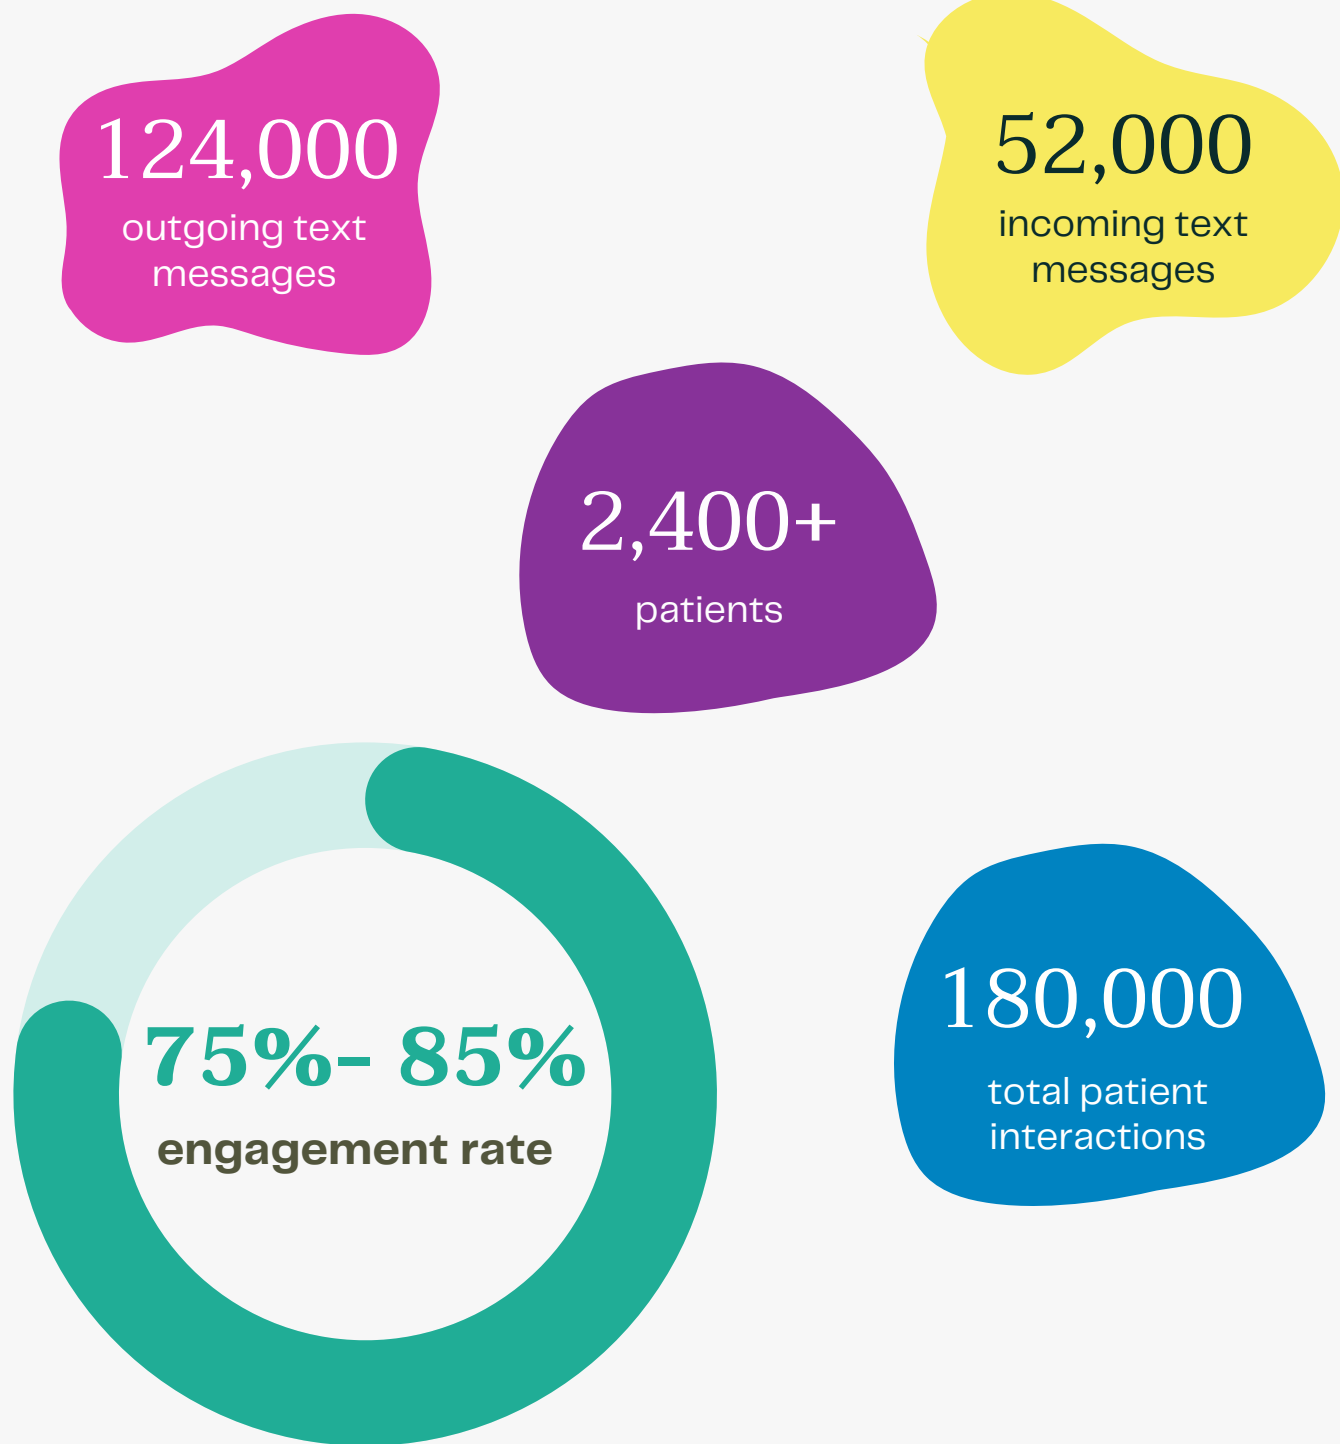 124,000
outgoing text
messages
52,000
incoming text
messages
2,400+
patients
75%- 85%
engagement rate
180,000
total patient
interactions